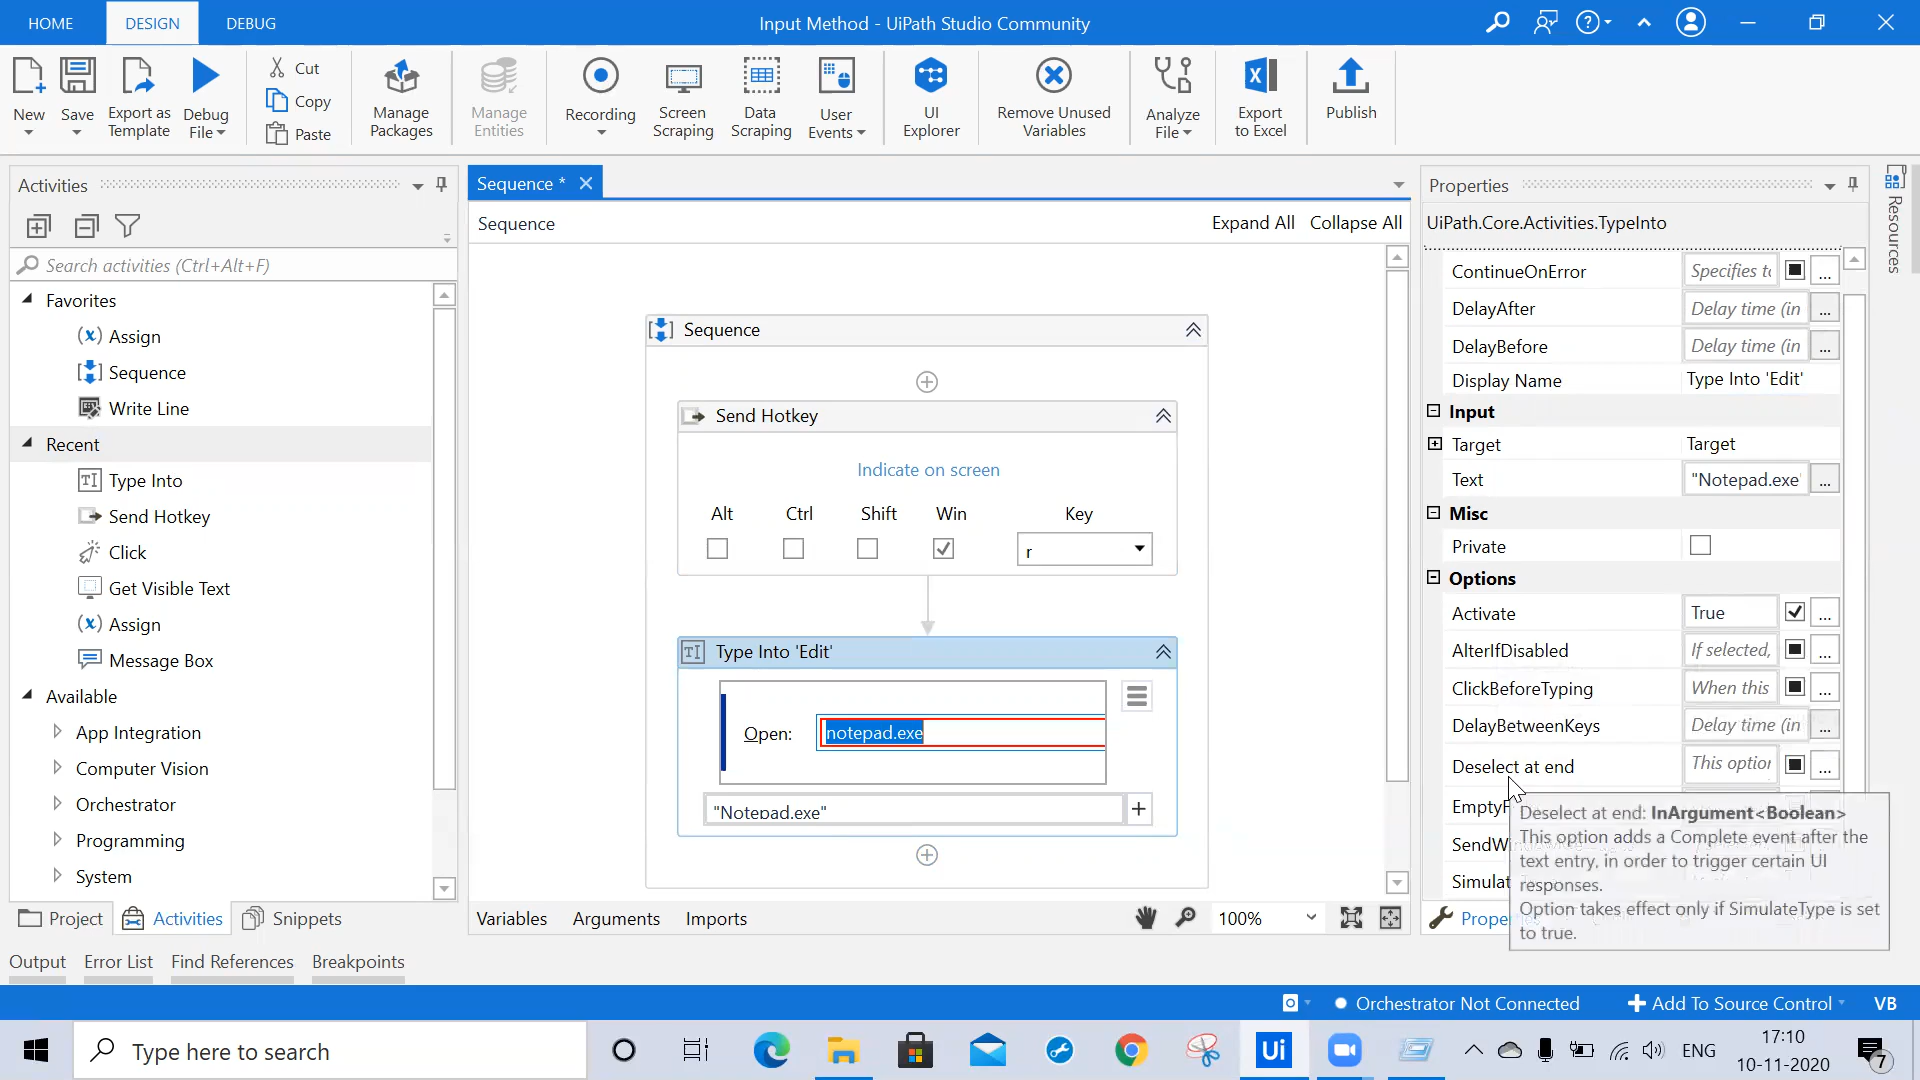 HOME
DESIGN
DEBUG
Input Method - UiPath Studio Community
New
Save
Export as
Template
Debug
File
Cut
Copy
Paste
Manage
Packages
Manage
Entities
Recording
Screen
Scraping
Data
Scraping
User
Events
UI
Explorer
Remove Unused
Variables
Analyze
File
Export
to Excel
Publish
Activities
Search activities (Ctrl+Alt+F)
Favorites
(x) Assign
Sequence
Write Line
Recent
Type Into
Send Hotkey
Click
Get Visible Text
(x) Assign
Message Box
Available
App Integration
Computer Vision
Orchestrator
Programming
System
Project
Activities
Snippets
Sequence *
Sequence
Expand All
Collapse All
Sequence
Send Hotkey
Indicate on screen
Alt
Ctrl
Shift
Win
Key
r
Type Into 'Edit'
Open:
notepad.exe
"Notepad.exe"
Variables
Arguments
Imports
100%
Properties
UiPath.Core.Activities.TypeInto
ContinueOnError
Specifies to
...
DelayAfter
Delay time (in
...
DelayBefore
Delay time (in
...
Display Name
Type Into 'Edit'
Input
Target
Target
Text
"Notepad.exe"
...
Misc
Private
Options
Activate
True
...
AlterIfDisabled
If selected,
...
ClickBeforeTyping
When this
...
DelayBetweenKeys
Delay time (in
...
Deselect at end
This option
...
Deselect at end: InArgument<Boolean>
This option adds a Complete event after the
text entry, in order to trigger certain UI
responses.
Option takes effect only if SimulateType is set
to true.
Resources
Output
Error List
Find References
Breakpoints
Orchestrator Not Connected
Add To Source Control
VB
Type here to search
Ui
ENG
17:10
10-11-2020
7